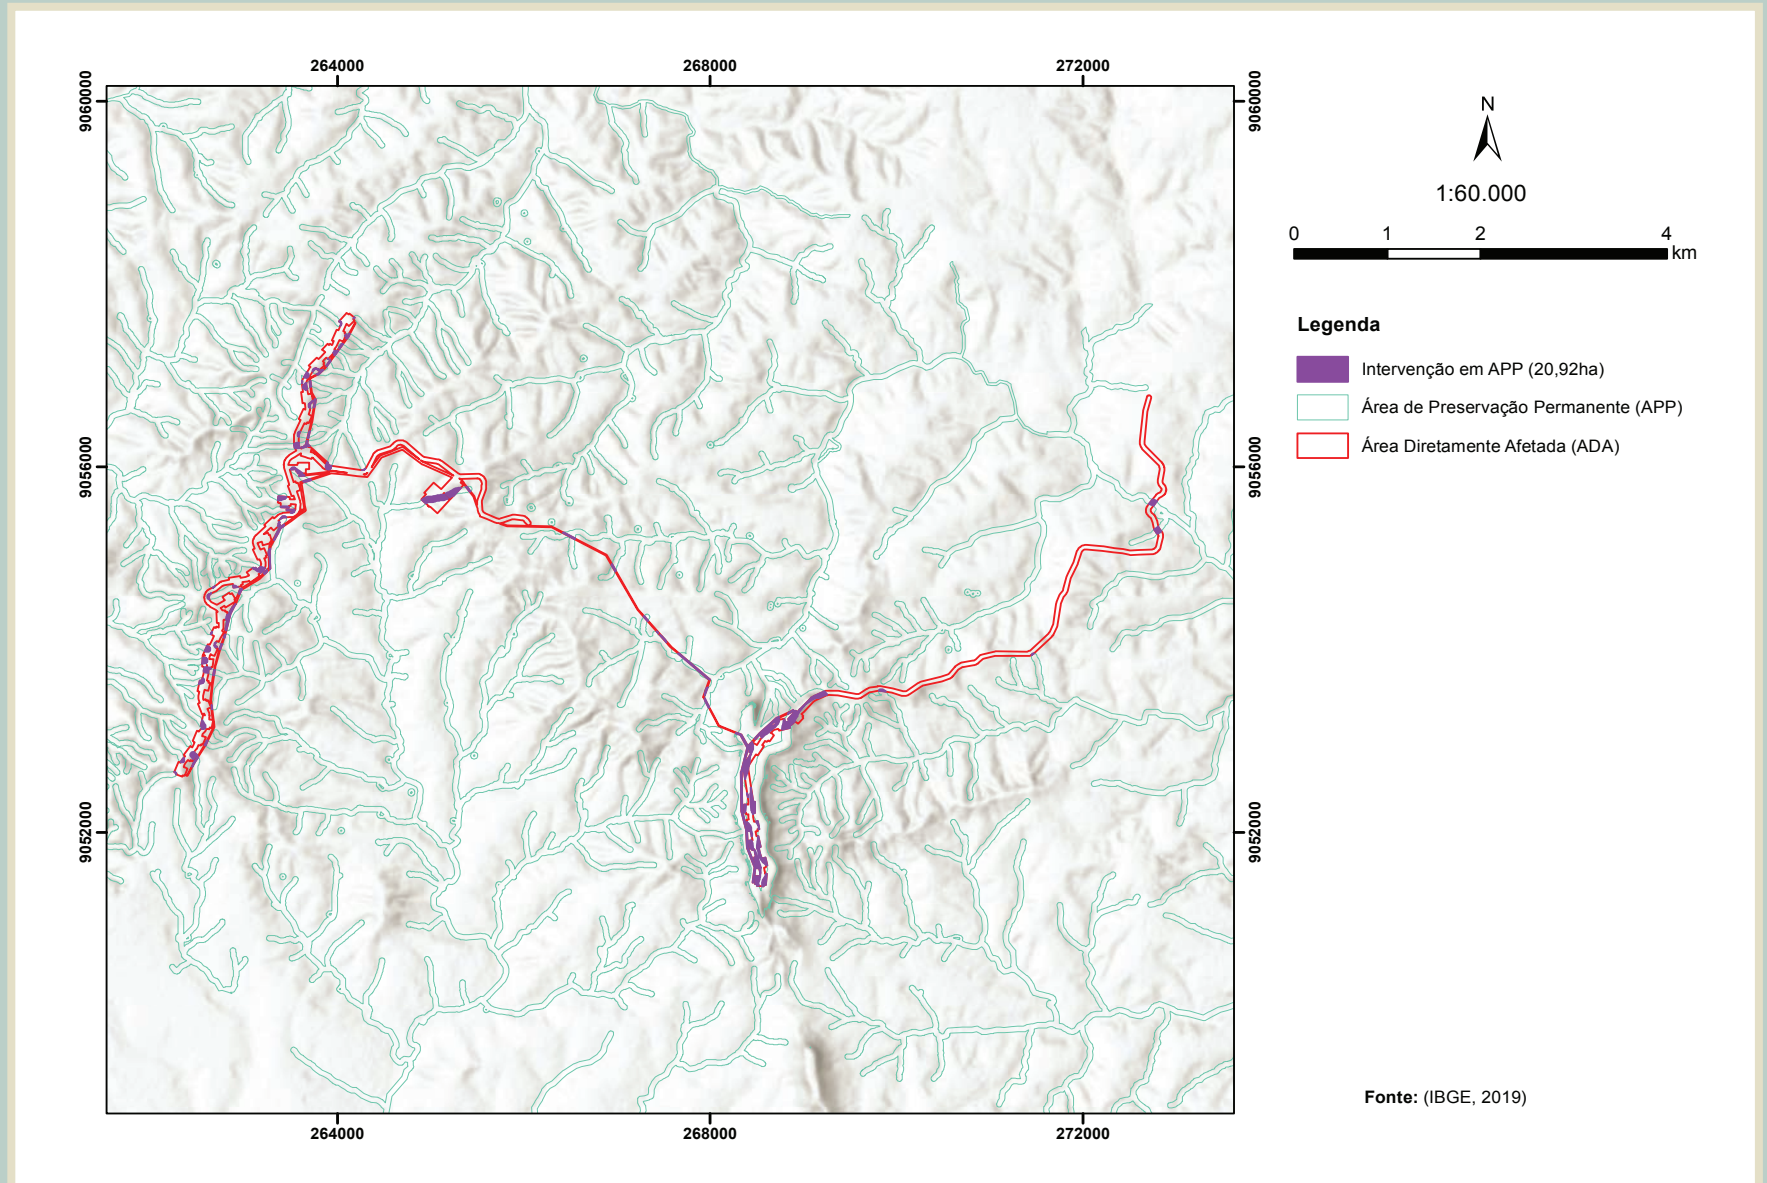 264000
268000
272000
9060000
9060000
9056000
9056000
9052000
9052000
264000
268000
272000
N
1:60.000
0 1 2 4
km
Legenda
Intervenção em APP (20,92ha)
Área de Preservação Permanente (APP)
Área Diretamente Afetada (ADA)
Fonte: (IBGE, 2019)